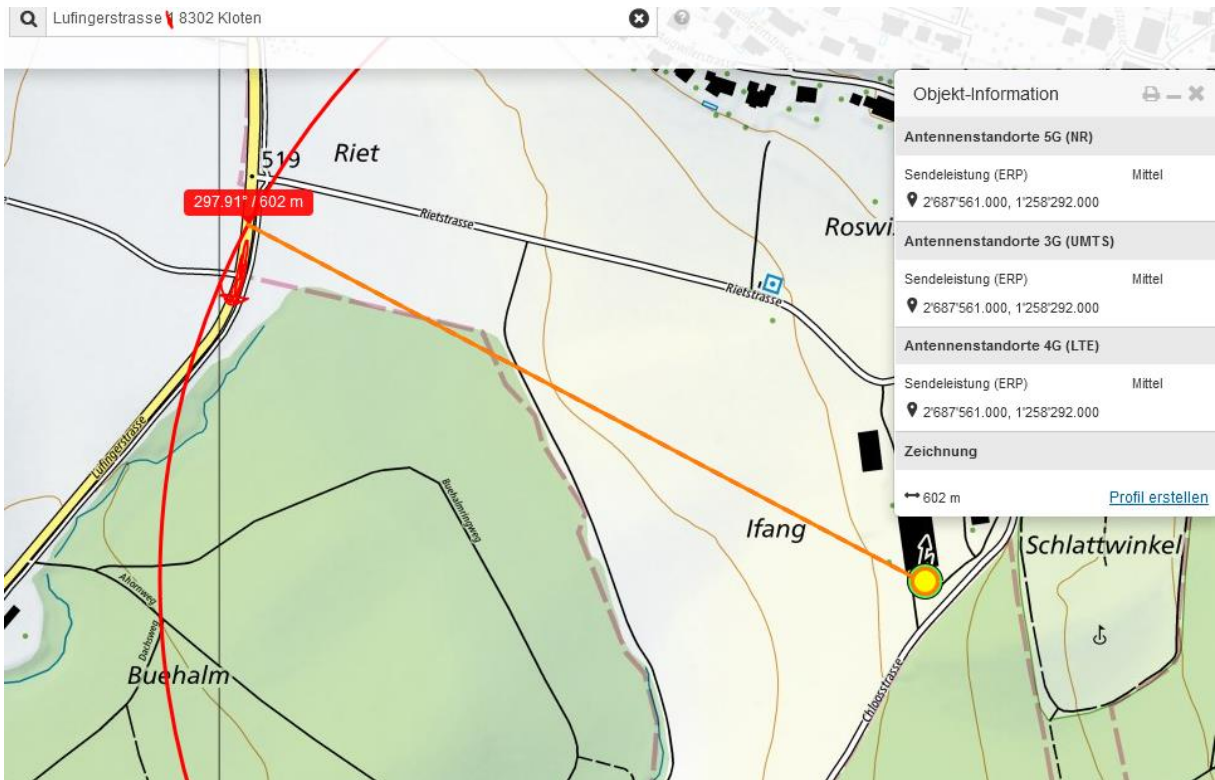 Lufingerstrasse 1 8302 Kloten
Objekt-Information
Antennenstandorte 5G (NR)
Sendeleistung (ERP) Mittel
2'687'561.000, 1'258'292.000
Antennenstandorte 3G (UMTS)
Sendeleistung (ERP) Mittel
2'687'561.000, 1'258'292.000
Antennenstandorte 4G (LTE)
Sendeleistung (ERP) Mittel
2'687'561.000, 1'258'292.000
Zeichnung
602 m Profil erstellen
519
Riet
297.91° / 602 m
Rietstrasse
Roswi
Rietstrasse
Lufingerstrasse
Buehalmringweg
Ifang
Schlattwinkel
Ahornweg
Dachsweg
Buehalm
Chloosstrasse